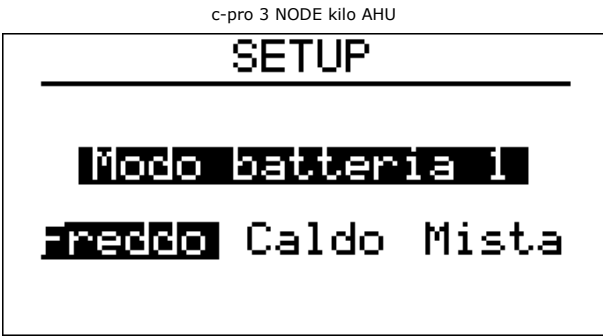 c-pro 3 NODE kilo AHU
SETUP
Modo batteria 1
Freddo Caldo Mista